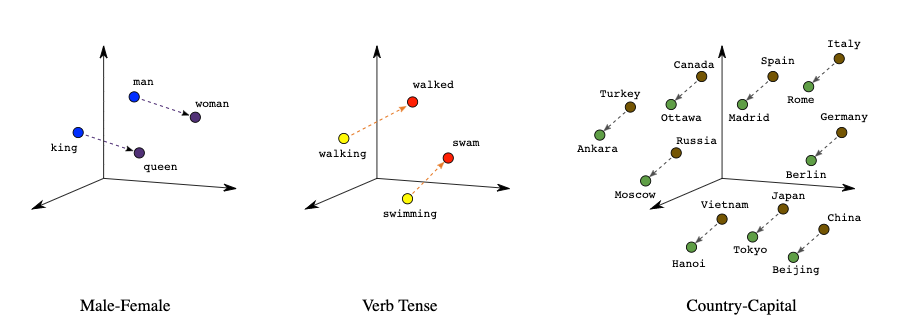 man
woman
king
queen
Male-Female
walked
walking
swam
swimming
Verb Tense
Italy
Canada
Spain
Turkey
Rome
Ottawa
Madrid
Germany
Ankara
Russia
Berlin
Moscow
Japan
Vietnam
China
Tokyo
Hanoi
Beijing
Country-Capital